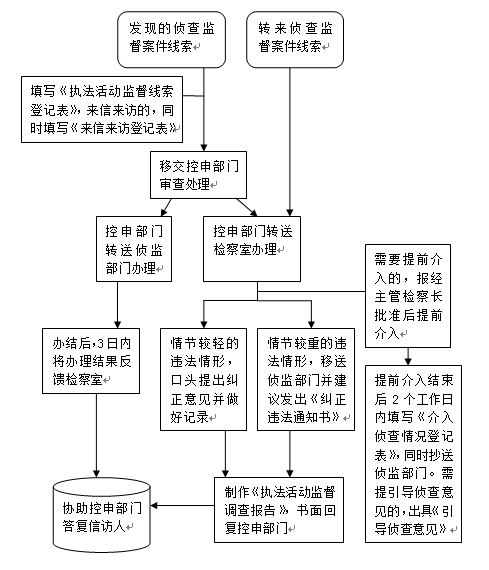 发现的侦查监
督案件线索
转来侦查监
督案件线索
填写《执法活动监督线索
登记表》，来信来访的，同
时填写《来信来访登记表》
移交控申部门
审查处理
控申部门
转送侦监
部门办理
控申部门转送
检察室办理
需要提前介
入的，报经
主管检察长
批准后提前
介入
办结后，3日内
将办理结果反
馈检察室
情节较轻的
违法情形，
口头提出纠
正意见并做
好记录
情节较重的违
法情形，移送
侦监部门并建
议发出《纠正
违法通知书》
提前介入结束
后2个工作日
内填写《介入
侦查情况登记
表》，同时抄送
侦监部门。需
提引导侦查意
见的，出具《引
导侦查意见》
协助控申部门
答复信访人
制作《执法活动监督
调查报告》，书面回
复控申部门